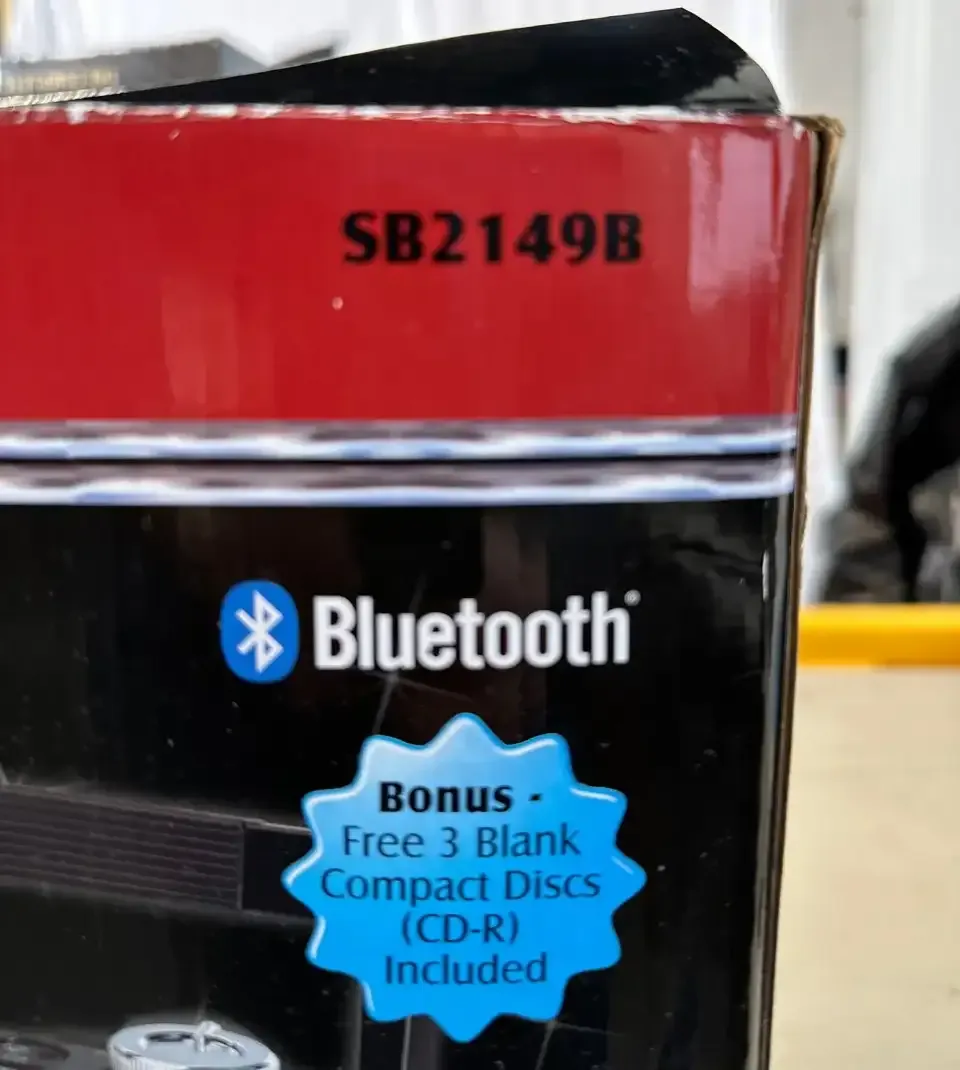 SB2149B
Bluetooth®
Bonus -
Free 3 Blank
Compact Discs
(CD-R)
Included